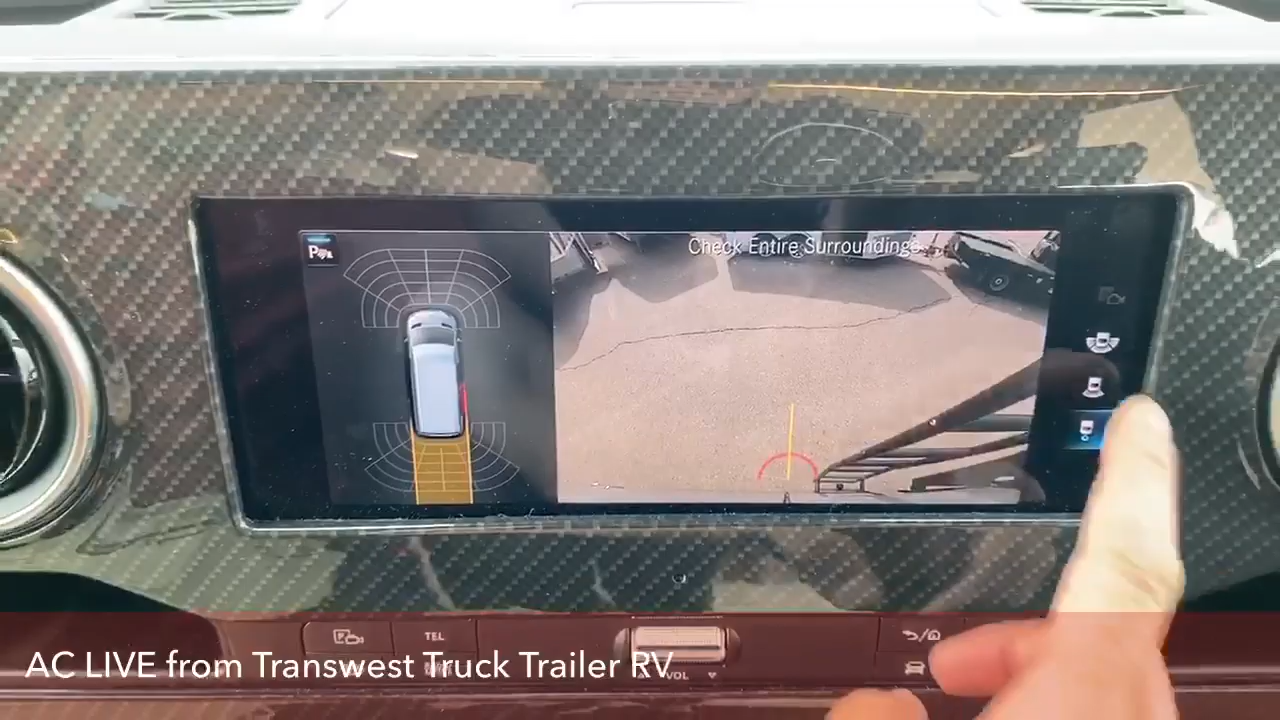 P
Check Entire Surroundings
TEL
VOL
AC LIVE from Transwest Truck Trailer RV